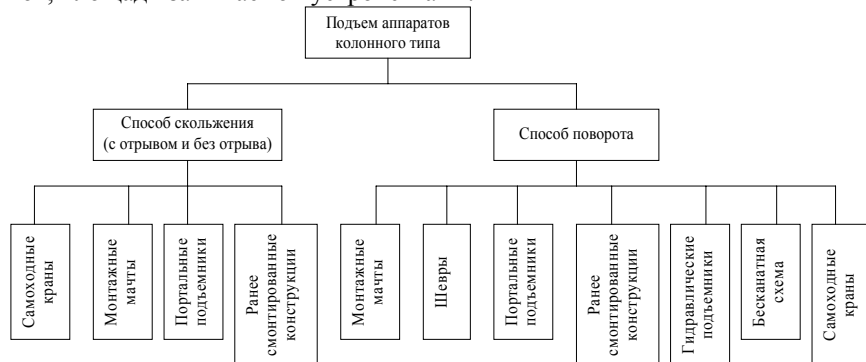 Подъем аппаратов
колонного типа
Способ скольжения
(с отрывом и без отрыва)
Способ поворота
Самоходные
краны
Монтажные
мачты
Портальные
подъемники
Ранее
смонтированные
конструкции
Монтажные
мачты
Шевры
Портальные
подъемники
Ранее
смонтированные
конструкции
Гидравлические
подъемники
Бесканатная
схема
Самоходные
краны